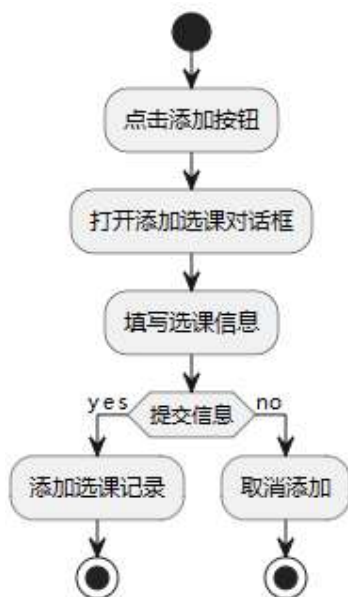 点击添加按钮
打开添加选课对话框
填写选课信息
yes
提交信息
no
添加选课记录
取消添加